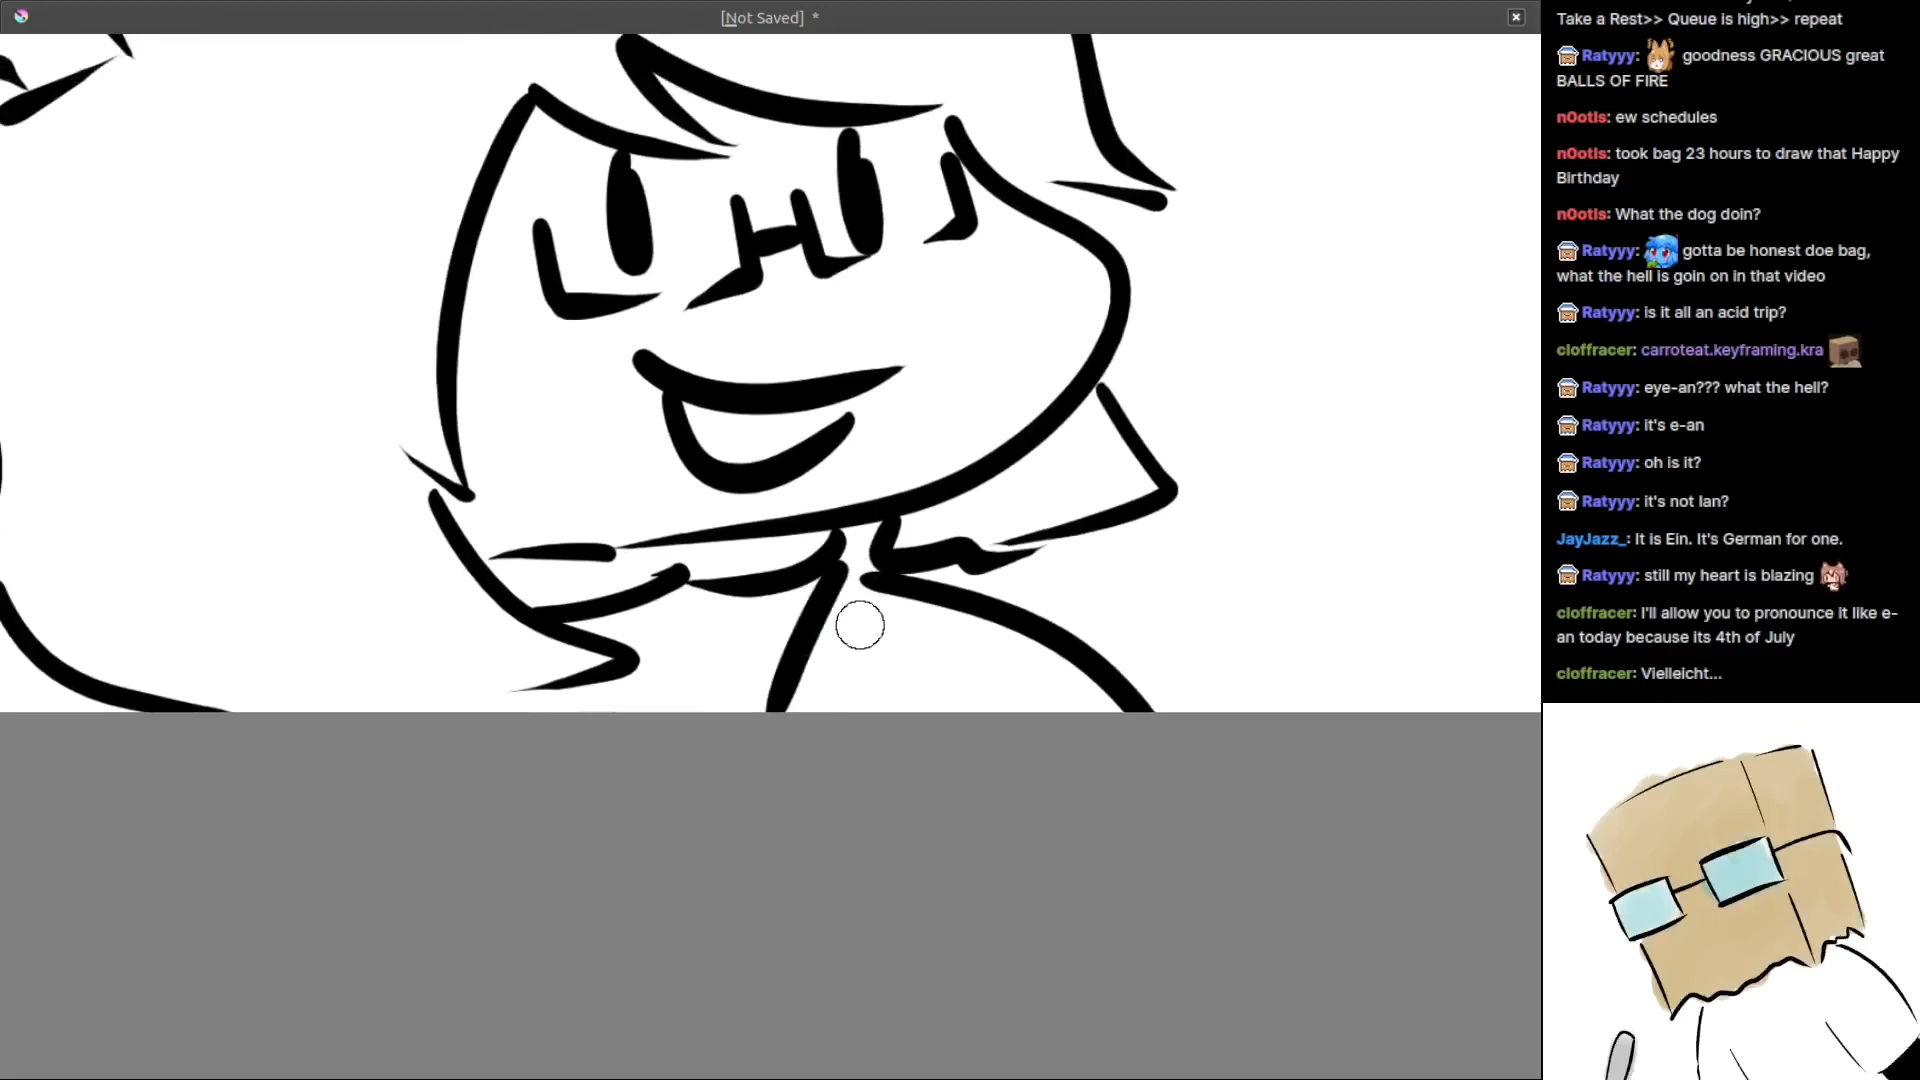 [Not Saved] *
Take a Rest>> Queue is high>> repeat
Ratyyy: goodness GRACIOUS great
BALLS OF FIRE
n0otls: ew schedules
n0otls: took bag 23 hours to draw that Happy
Birthday
n0otls: What the dog doin?
Ratyyy: gotta be honest doe bag,
what the hell is goin on in that video
Ratyyy: is it all an acid trip?
cloffracer: carroteat.keyframing.kra
Ratyyy: eye-an??? what the hell?
Ratyyy: it's e-an
Ratyyy: oh is it?
Ratyyy: it's not Ian?
JayJazz_: It is Ein. It's German for one.
Ratyyy: still my heart is blazing
cloffracer: I'll allow you to pronounce it like e-
an today because its 4th of July
cloffracer: Vielleicht...